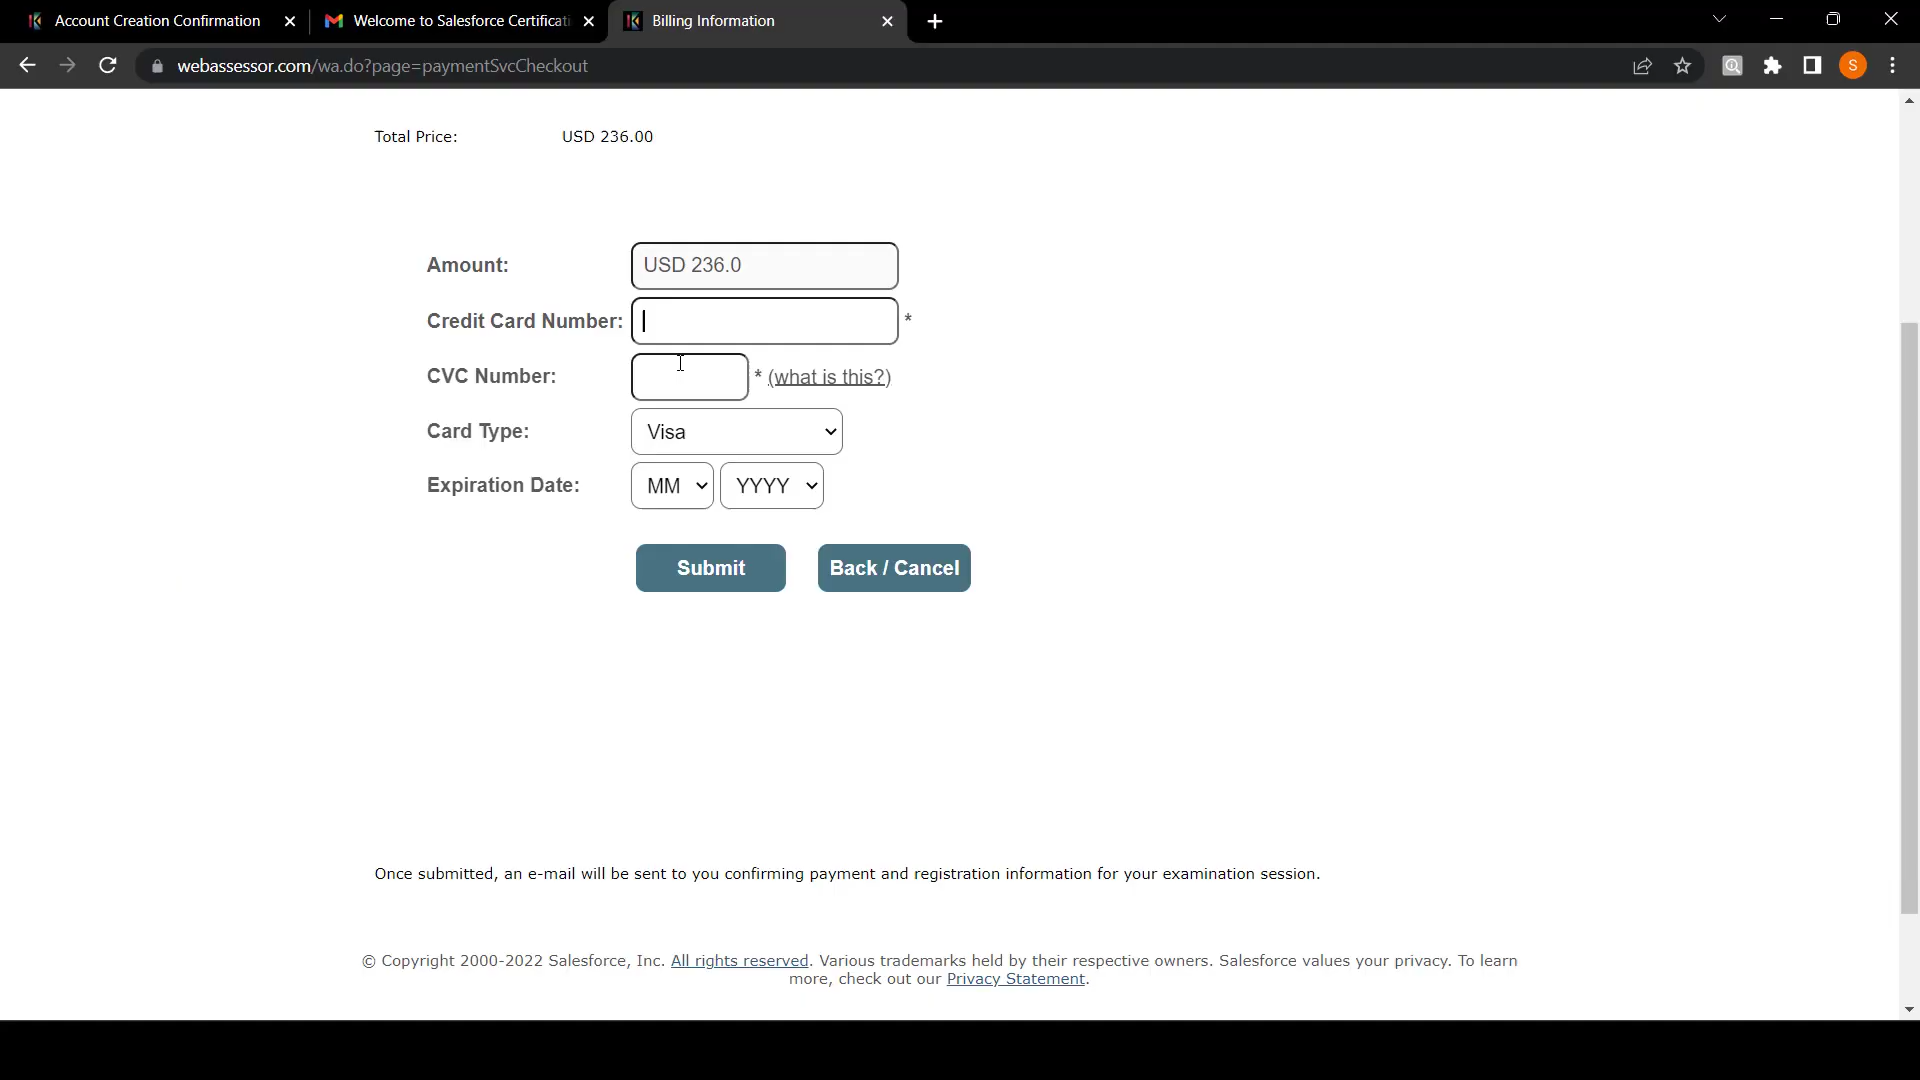 Account Creation Confirmation
Welcome to Salesforce Certificati
Billing Information
webassessor.com/wa.do?page=paymentSvcCheckout
S
Total Price: USD 236.00
Amount: USD 236.0
Credit Card Number: *
CVC Number: * (what is this?)
Card Type: Visa
Expiration Date: MM YYYY
Submit Back / Cancel
Once submitted, an e-mail will be sent to you confirming payment and registration information for your examination session.
© Copyright 2000-2022 Salesforce, Inc. All rights reserved. Various trademarks held by their respective owners. Salesforce values your privacy. To learn
more, check out our Privacy Statement.